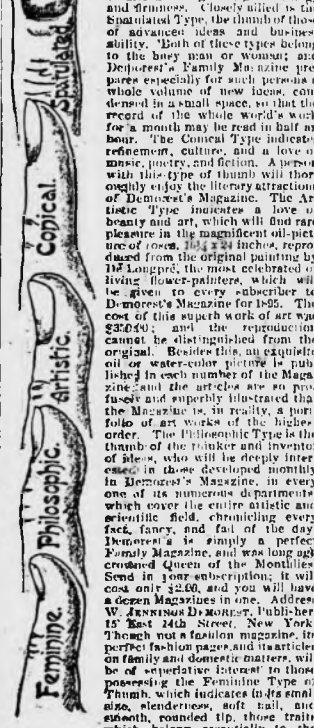 and firmness. Closely allied is the
Spatulated Type, the thumb of those
of advanced ideas and business
ability. Both of these types belong
to the busy man or woman; and
Demorest's Family Magazine pre
pares especially for such persons a
whole volume of new ideas, con
densed in a small space, so that the
record of the whole world's work
for a month may be read in half an
hour. The Conical Type indicates
refinement, culture, and a love of
music, poetry, and fiction. A person
with this type of thumb will thor
oughly enjoy the literary attractions
of Demorest's Magazine. The Ar
tistic Type indicates a love of
beauty and art, which will find rare
pleasure in the magnificent oil-pict
ure of roses, 16½ x 24 inches, repro
duced from the original painting by
De Longpré, the most celebrated of
living flower-painters, which will
be given to every subscriber to
Demorest's Magazine for 1895. The
cost of this superb work of art was
$350.00; and the reproduction
cannot be distinguished from the
original. Besides this, an exquisite
oil or water-color picture is pub
lished in each number of the Maga
zine, and the articles are so pro
fusely and superbly illustrated that
the Magazine is, in reality, a port
folio of art works of the highest
order. The Philosophic Type is the
thumb of the thinker and inventor
of ideas, who will be deeply inter
ested in those developed monthly
in Demorest's Magazine, in every
one of its numerous departments,
which cover the entire artistic and
scientific field, chronicling every
fact, fancy, and fad of the day.
Demorest's is simply a perfect
Family Magazine, and was long ago
crowned Queen of the Monthlies.
Send in your subscription; it will
cost only $2.00, and you will have
a dozen Magazines in one. Address
W. Jennings Demorest, Publisher,
15 East 14th Street, New York.
Though not a fashion magazine, its
perfect fashion pages, and its articles
on family and domestic matters, will
be of superlative interest to those
possessing the Feminine Type of
Thumb, which indicates in its small
size, slenderness, soft nail, and
smooth, rounded tip, those traits
Spatulated
Conical.
Artistic.
Philosophic.
Feminine.